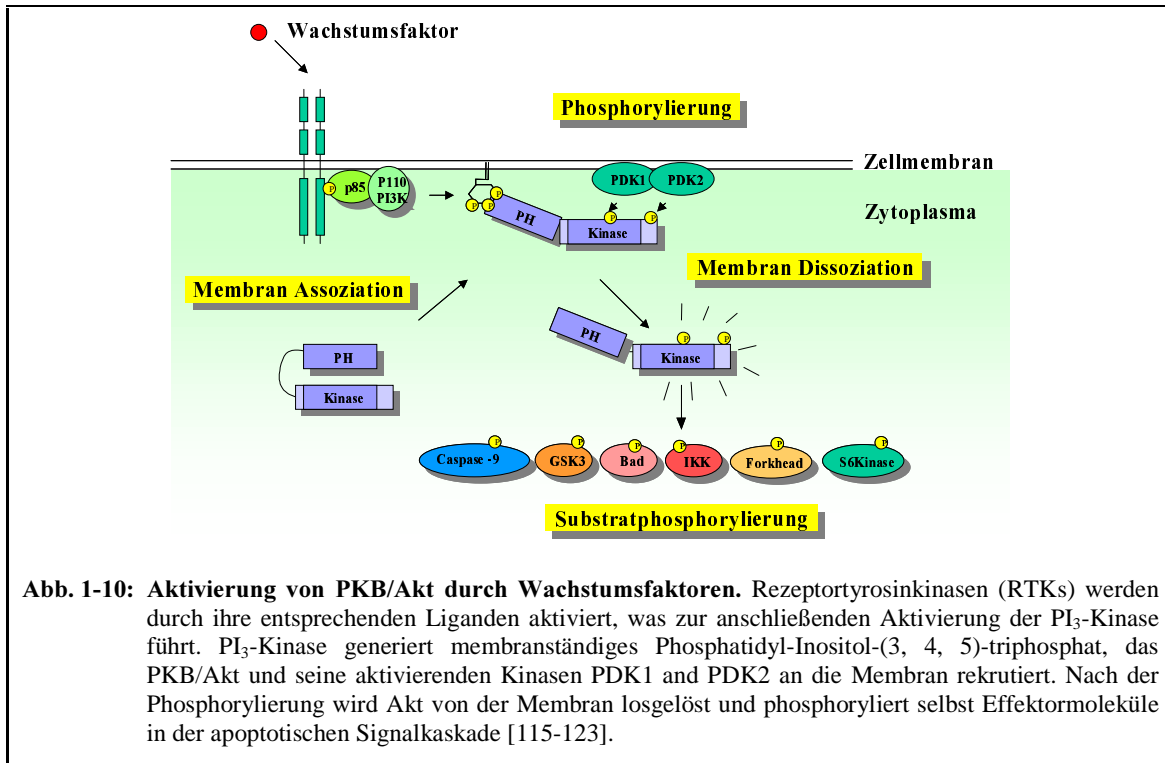 Wachstumsfaktor
Phosphorylierung
Zellmembran
P
p85
P110
PI3K
PDK1
PDK2
Zytoplasma
P
P
P
PH
P
P
Kinase
Membran Assoziation
Membran Dissoziation
PH
Kinase
PH
P
P
Kinase
P
Caspase -9
P
GSK3
P
Bad
P
IKK
P
Forkhead
P
S6Kinase
Substratphosphorylierung
Abb. 1-10: Aktivierung von PKB/Akt durch Wachstumsfaktoren. Rezeptortyrosinkinasen (RTKs) werden
durch ihre entsprechenden Liganden aktiviert, was zur anschließenden Aktivierung der PI₃-Kinase
führt. PI₃-Kinase generiert membranständiges Phosphatidyl-Inositol-(3, 4, 5)-triphosphat, das
PKB/Akt und seine aktivierenden Kinasen PDK1 and PDK2 an die Membran rekrutiert. Nach der
Phosphorylierung wird Akt von der Membran losgelöst und phosphoryliert selbst Effektormoleküle
in der apoptotischen Signalkaskade [115-123].